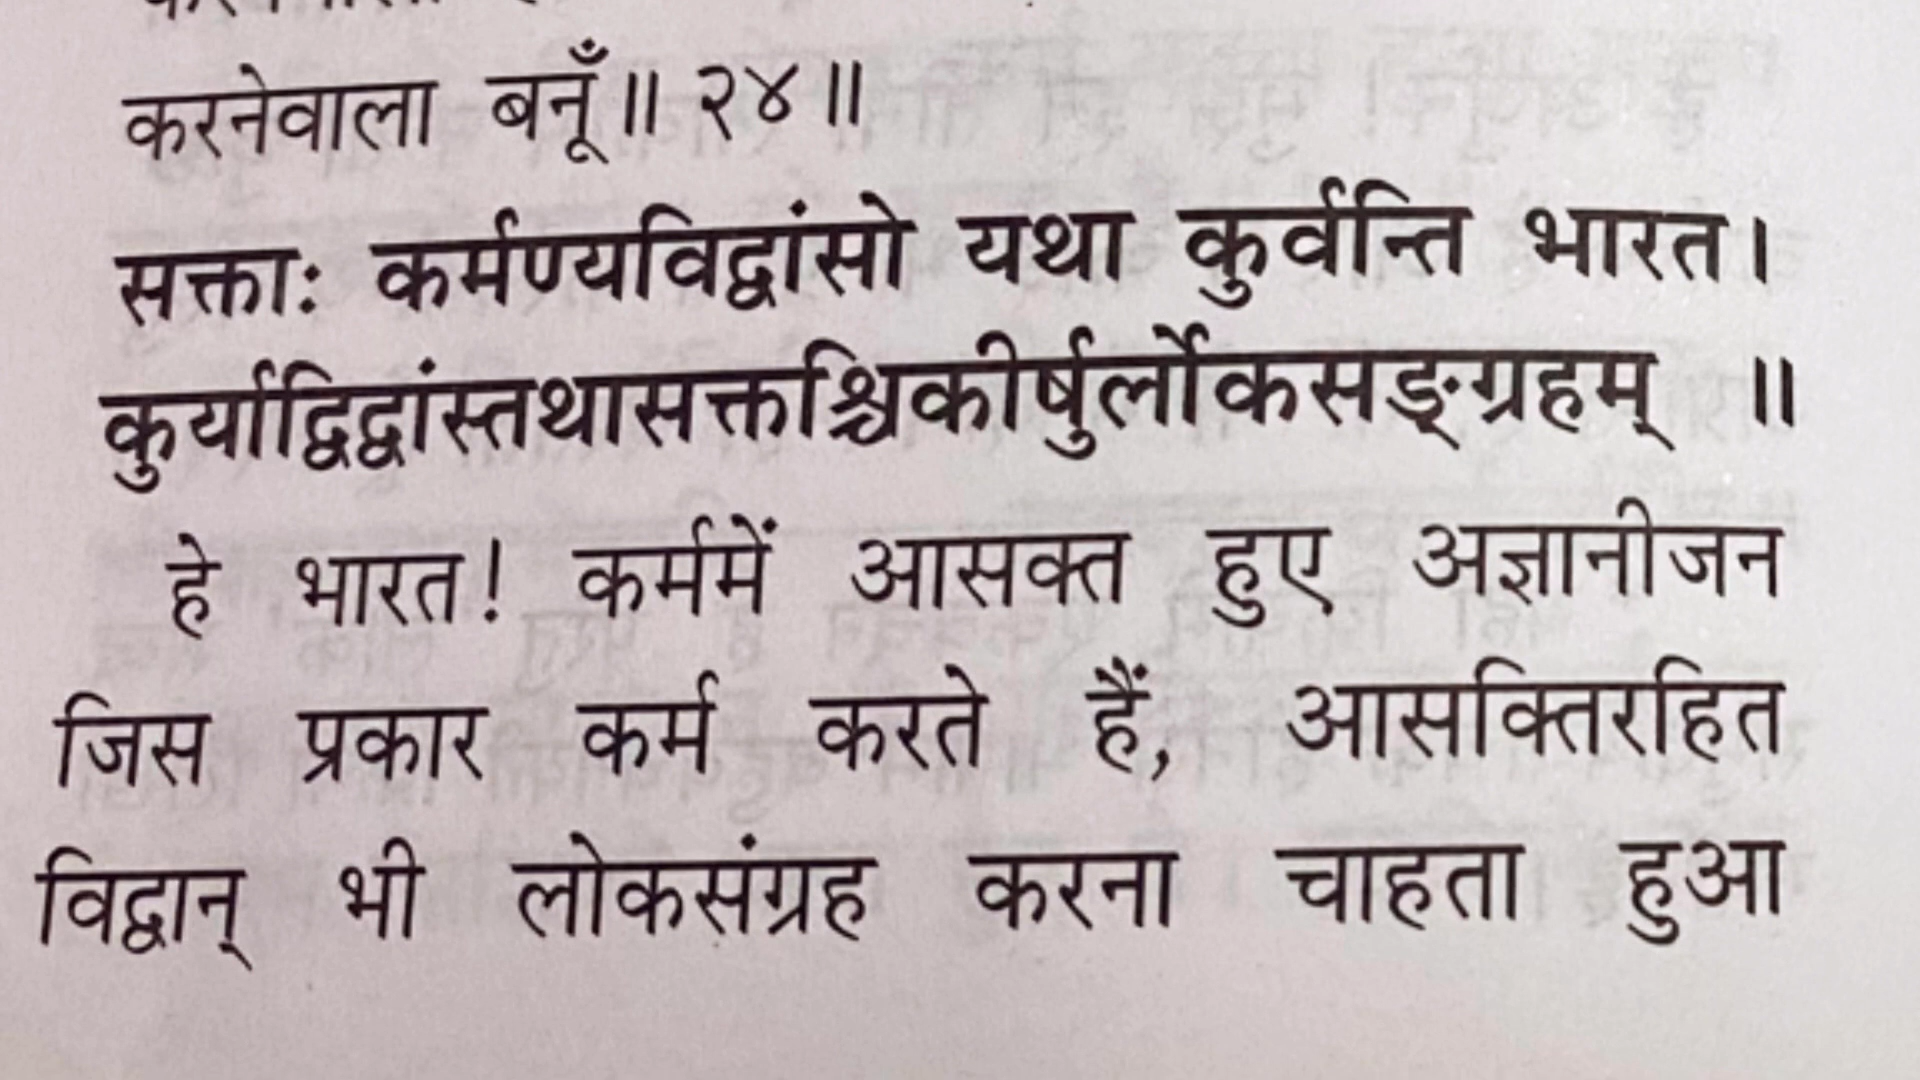 करनेवाला बनूँ॥ २४॥
सक्ताः कर्मण्यविद्वांसो यथा कुर्वन्ति भारत।
कुर्याद्विद्वांस्तथासक्तश्चिकीर्षुर्लोकसङ्ग्रहम् ॥
हे भारत! कर्ममें आसक्त हुए अज्ञानीजन
जिस प्रकार कर्म करते हैं, आसक्तिरहित
विद्वान् भी लोकसंग्रह करना चाहता हुआ